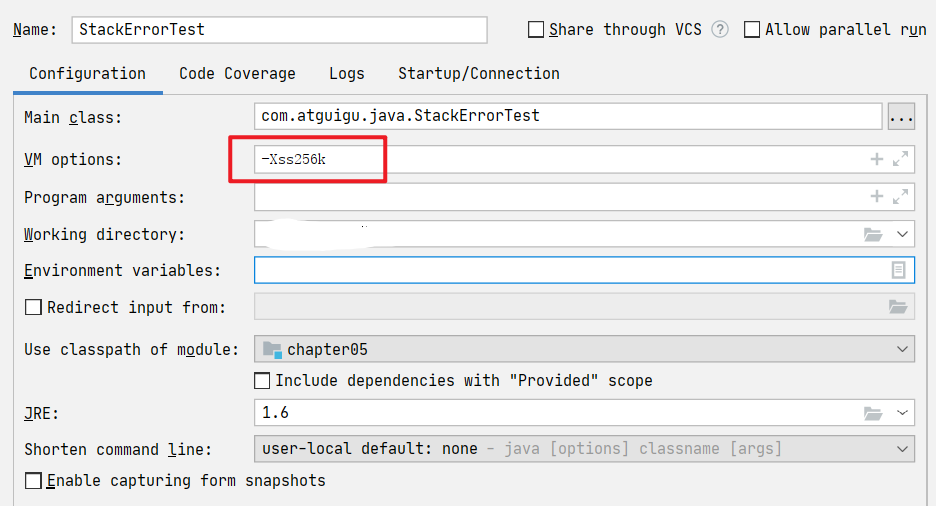 Name: StackErrorTest Share through VCS ? Allow parallel run
Configuration Code Coverage Logs Startup/Connection
Main class: com.atguigu.java.StackErrorTest ...
VM options: -Xss256k
Program arguments:
Working directory:
Environment variables:
Redirect input from:
Use classpath of module: chapter05
Include dependencies with "Provided" scope
JRE: 1.6
Shorten command line: user-local default: none - java [options] classname [args]
Enable capturing form snapshots